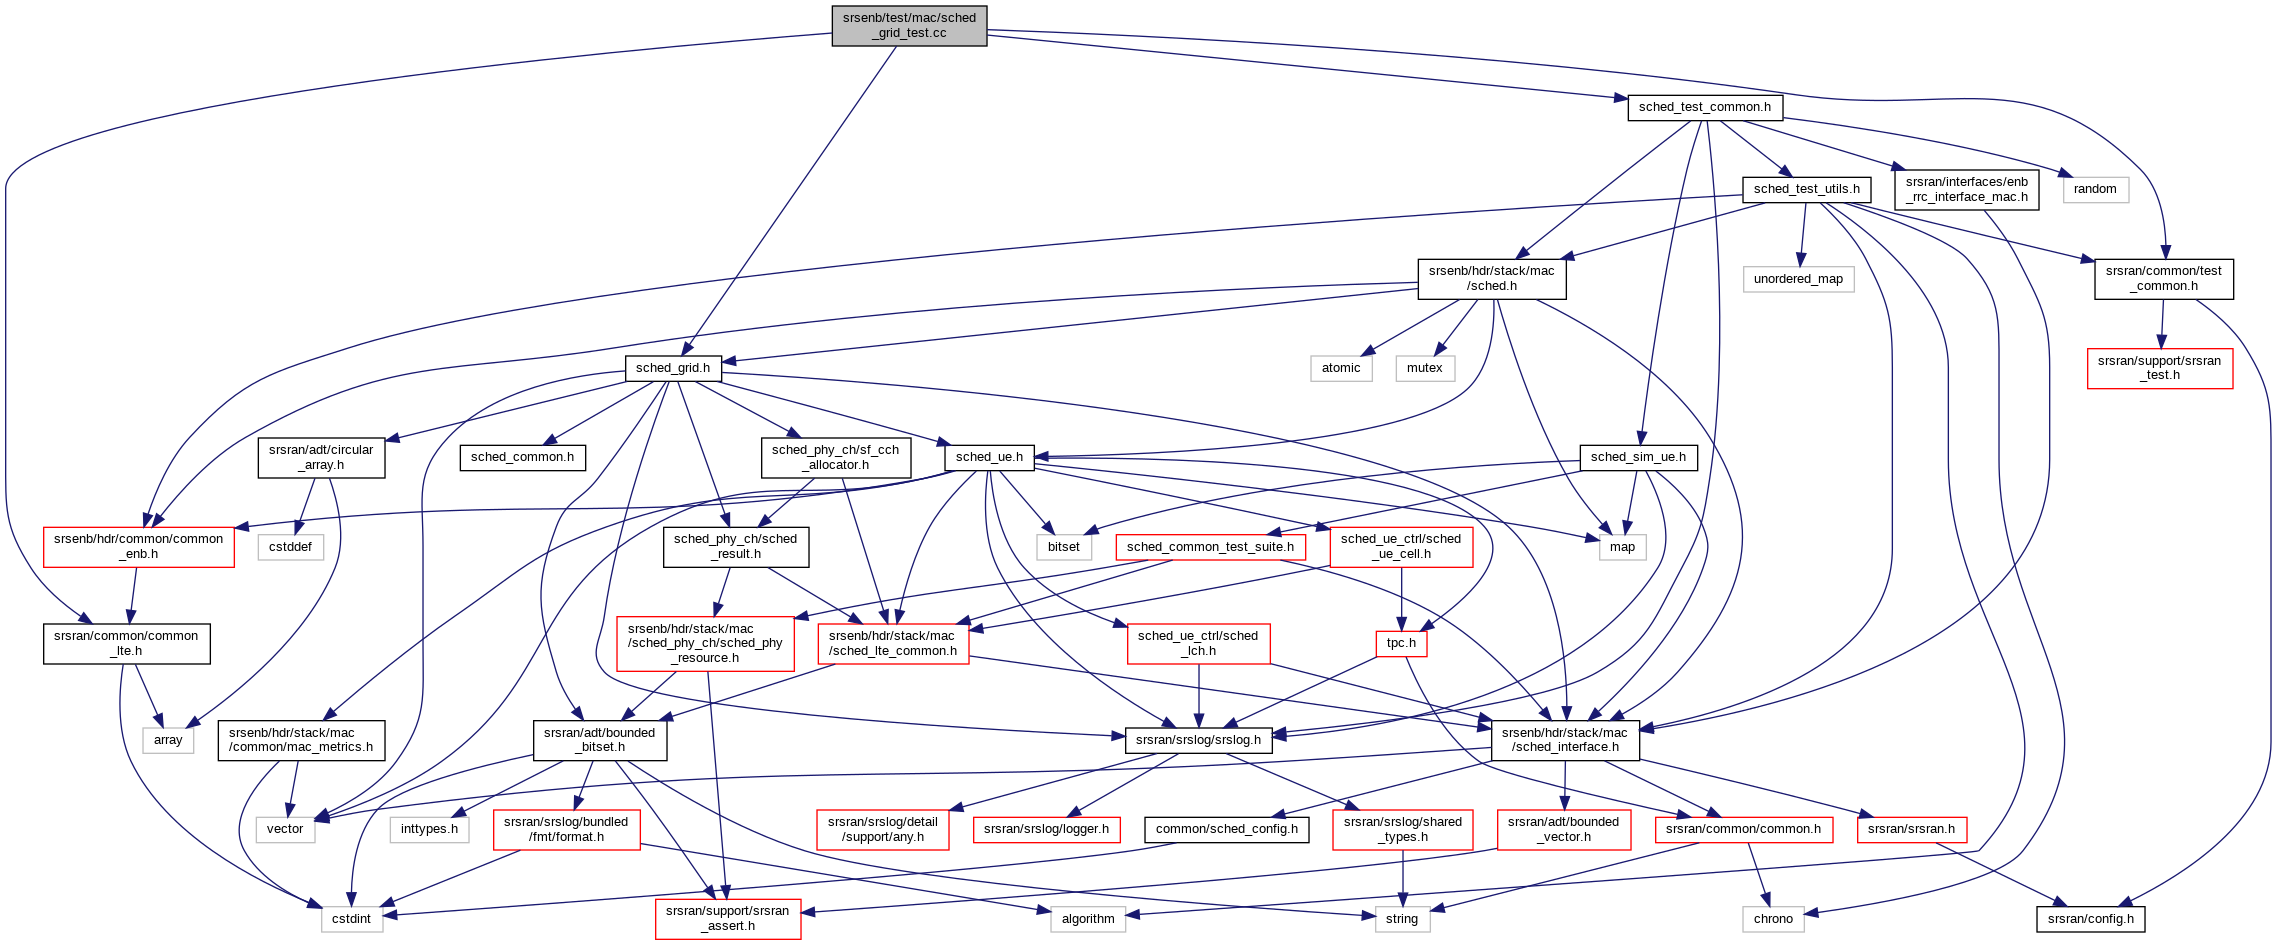 srsenb/test/mac/sched
_grid_test.cc
sched_test_common.h
sched_test_utils.h
srsran/interfaces/enb
_rrc_interface_mac.h
random
srsenb/hdr/stack/mac
/sched.h
unordered_map
srsran/common/test
_common.h
sched_grid.h
atomic
mutex
srsran/support/srsran
_test.h
srsran/adt/circular
_array.h
sched_common.h
sched_phy_ch/sf_cch
_allocator.h
sched_ue.h
sched_sim_ue.h
srsenb/hdr/common/common
_enb.h
cstddef
sched_phy_ch/sched
_result.h
bitset
sched_common_test_suite.h
sched_ue_ctrl/sched
_ue_cell.h
map
srsran/common/common
_lte.h
srsenb/hdr/stack/mac
/sched_phy_ch/sched_phy
_resource.h
srsenb/hdr/stack/mac
/sched_lte_common.h
sched_ue_ctrl/sched
_lch.h
tpc.h
array
srsenb/hdr/stack/mac
/common/mac_metrics.h
srsran/adt/bounded
_bitset.h
srsran/srslog/srslog.h
srsenb/hdr/stack/mac
/sched_interface.h
vector
inttypes.h
srsran/srslog/bundled
/fmt/format.h
srsran/srslog/detail
/support/any.h
srsran/srslog/logger.h
common/sched_config.h
srsran/srslog/shared
_types.h
srsran/adt/bounded
_vector.h
srsran/common/common.h
srsran/srsran.h
cstdint
srsran/support/srsran
_assert.h
algorithm
string
chrono
srsran/config.h